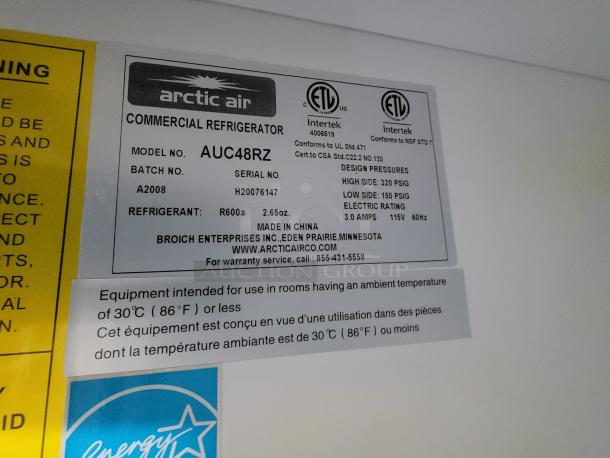 NING
E
D BE
S AND
S IS
TO
NCE.
ECT
ND
TS,
OR.
AL
N.
Y
ID
arctic air
COMMERCIAL REFRIGERATOR
C ETL US
Intertek
4006519
Conforms to UL Std.471
Cert.to CSA Std.C22.2 NO.120
ETL
Intertek
Conforms to NSF STD 7
MODEL NO. AUC48RZ
BATCH NO. SERIAL NO.
A2008 H20076147
DESIGN PRESSURES
HIGH SIDE: 320 PSIG
LOW SIDE: 150 PSIG
ELECTRIC RATING
3.0 AMPS 115V 60Hz
REFRIGERANT: R600a 2.65oz.
MADE IN CHINA
BROICH ENTERPRISES INC.,EDEN PRAIRIE,MINNESOTA
WWW.ARCTICAIRCO.COM
For warranty service, call : 855-431-5558
AUCTION GROUP
Equipment intended for use in rooms having an ambient temperature
of 30℃ ( 86°F ) or less
Cet équipement est conçu en vue d'une utilisation dans des pièces
dont la température ambiante est de 30℃ ( 86°F ) ou moins
energy